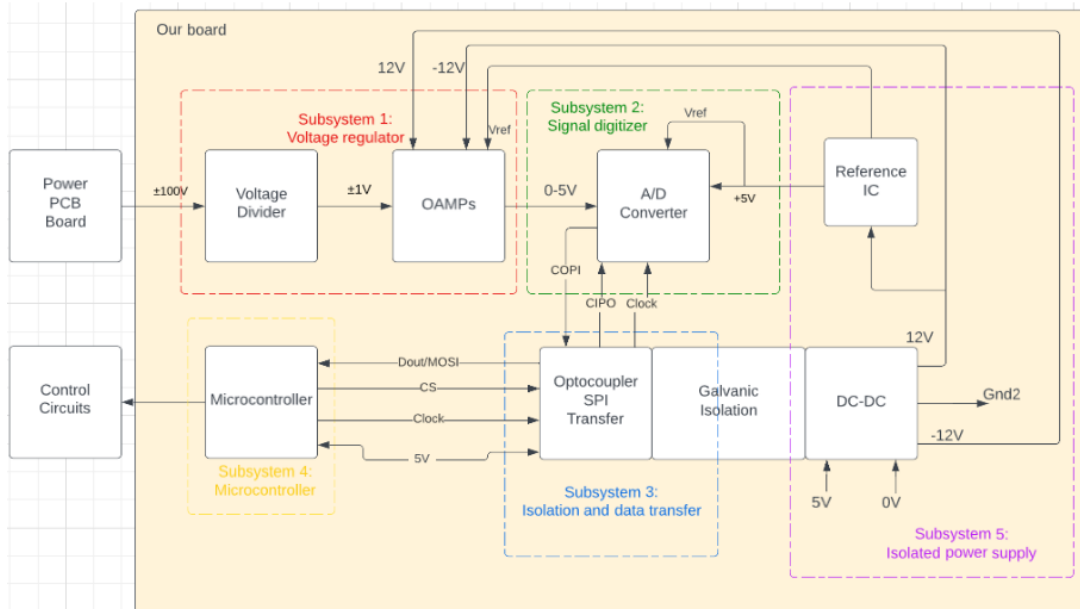 Our board
12V
-12V
Subsystem 1:
Voltage regulator
Vref
Subsystem 2:
Signal digitizer
Vref
Power
PCB
Board
±100V
Voltage
Divider
±1V
OAMPs
0-5V
A/D
Converter
+5V
Reference
IC
COPI
CIPO
Clock
Control
Circuits
Microcontroller
Dout/MOSI
CS
Clock
5V
Subsystem 4:
Microcontroller
Optocoupler
SPI
Transfer
Galvanic
Isolation
DC-DC
12V
Gnd2
-12V
5V
0V
Subsystem 3:
Isolation and data transfer
Subsystem 5:
Isolated power supply